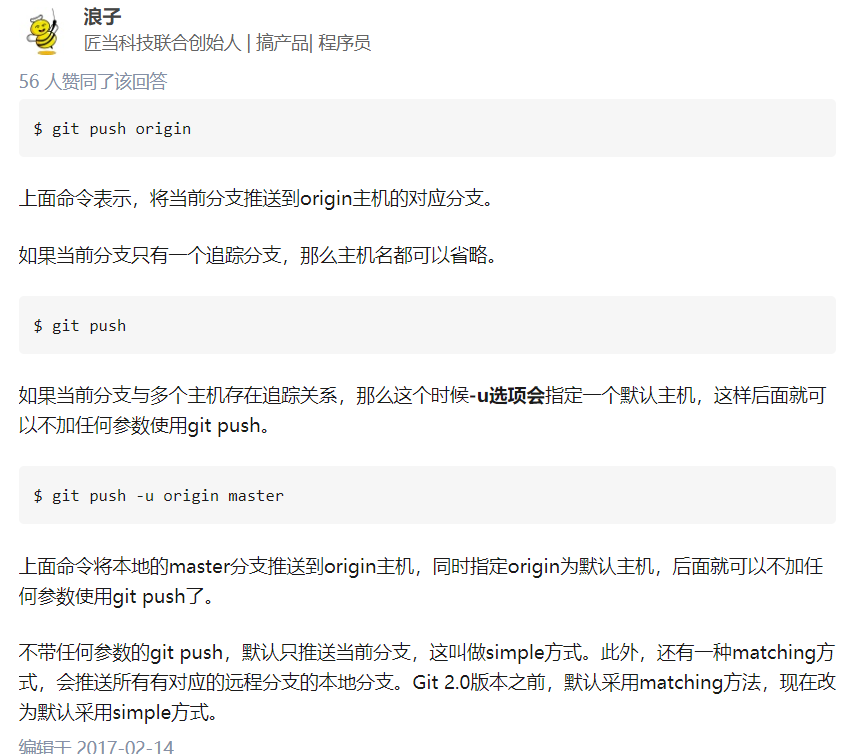 浪子
匠当科技联合创始人 | 搞产品| 程序员
56 人赞同了该回答
$ git push origin
上面命令表示，将当前分支推送到origin主机的对应分支。
如果当前分支只有一个追踪分支，那么主机名都可以省略。
$ git push
如果当前分支与多个主机存在追踪关系，那么这个时候-u选项会指定一个默认主机，这样后面就可
以不加任何参数使用git push。
$ git push -u origin master
上面命令将本地的master分支推送到origin主机，同时指定origin为默认主机，后面就可以不加任
何参数使用git push了。
不带任何参数的git push，默认只推送当前分支，这叫做simple方式。此外，还有一种matching方
式，会推送所有有对应的远程分支的本地分支。Git 2.0版本之前，默认采用matching方法，现在改
为默认采用simple方式。
编辑于 2017-02-14